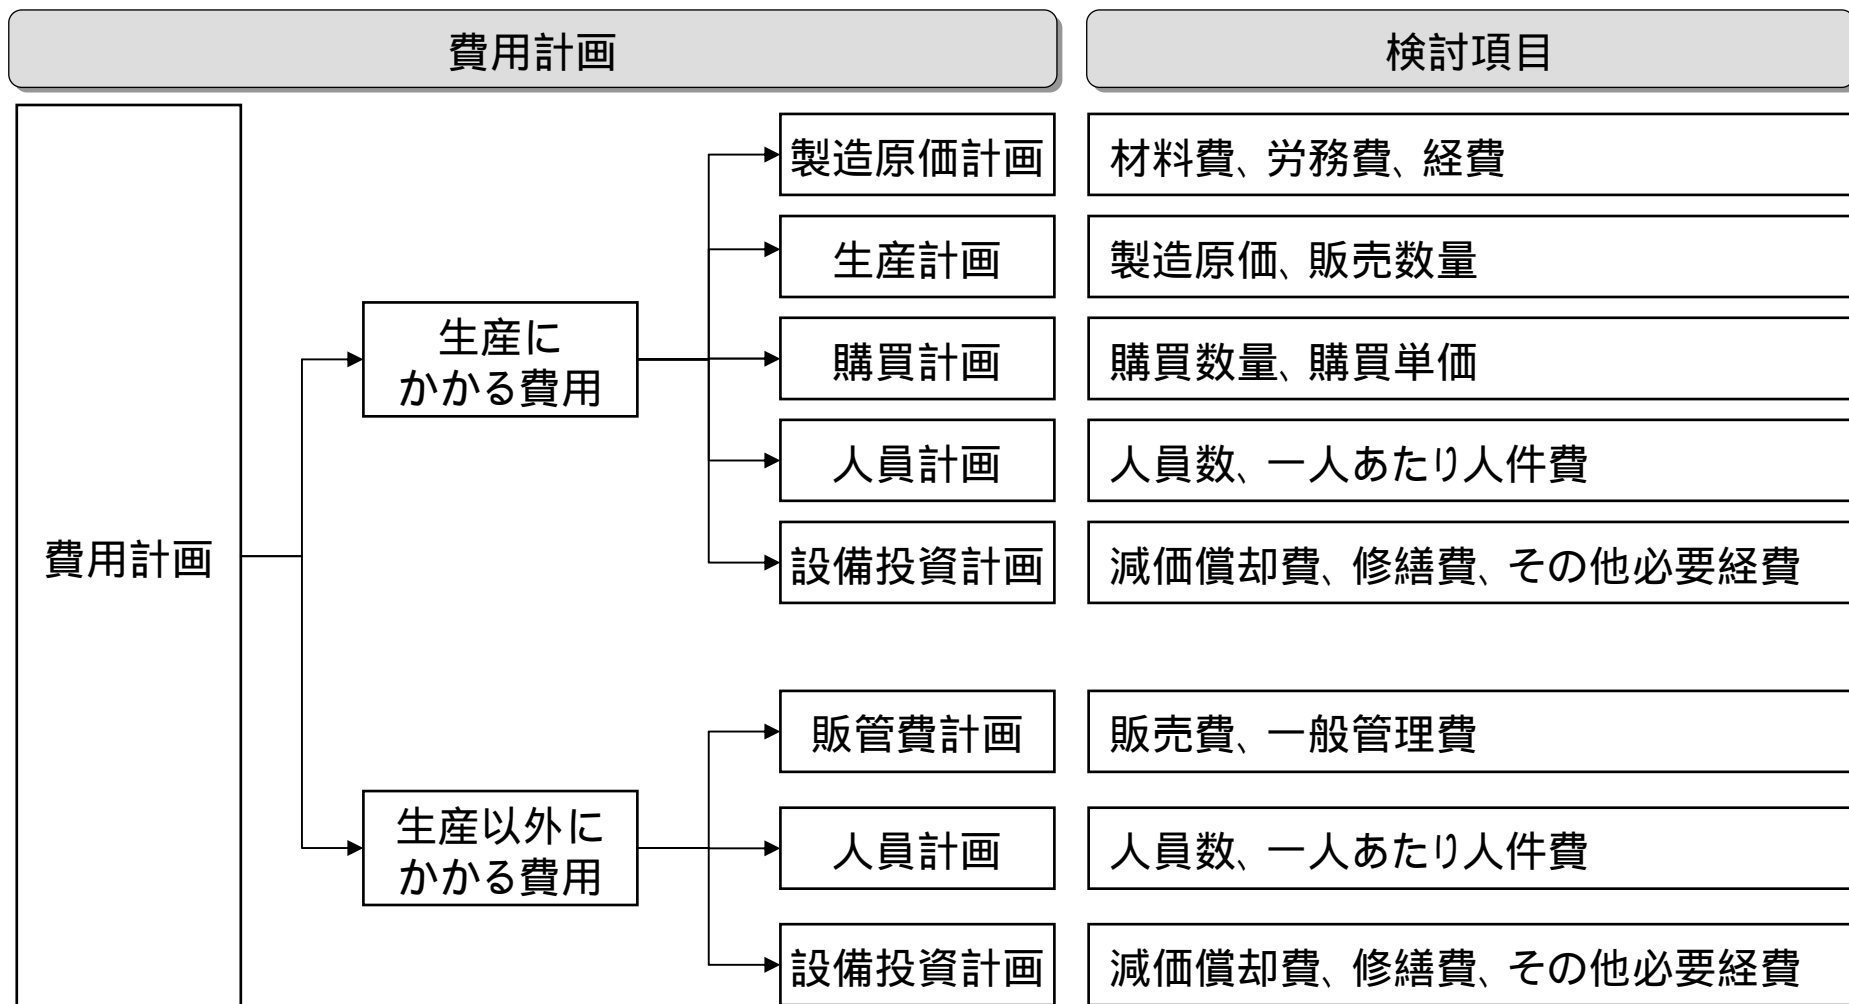 費用計画
検討項目
費用計画
生産に
かかる費用
製造原価計画
材料費、労務費、経費
生産計画
製造原価、販売数量
購買計画
購買数量、購買単価
人員計画
人員数、一人あたり人件費
設備投資計画
減価償却費、修繕費、その他必要経費
生産以外に
かかる費用
販管費計画
販売費、一般管理費
人員計画
人員数、一人あたり人件費
設備投資計画
減価償却費、修繕費、その他必要経費